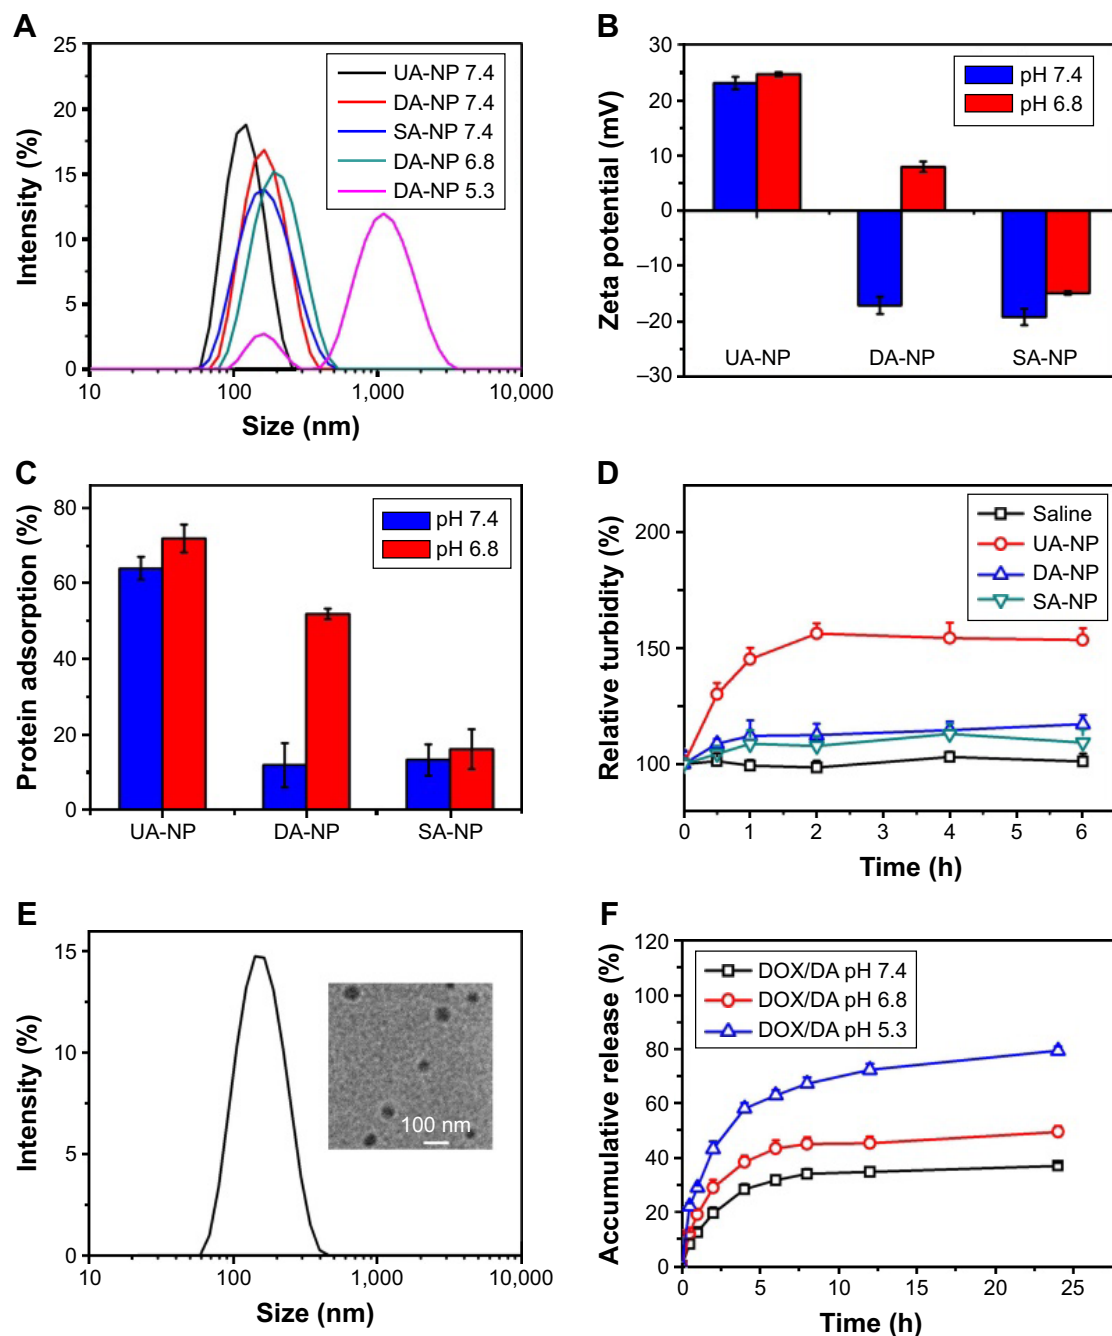 A
25
20
15
10
5
0
Intensity (%)
UA-NP 7.4
DA-NP 7.4
SA-NP 7.4
DA-NP 6.8
DA-NP 5.3
10 100 1,000 10,000
Size (nm)
B
30
20
10
0
–10
–20
–30
Zeta potential (mV)
pH 7.4
pH 6.8
UA-NP DA-NP SA-NP
C
80
60
40
20
0
Protein adsorption (%)
pH 7.4
pH 6.8
UA-NP DA-NP SA-NP
D
200
150
100
Relative turbidity (%)
Saline
UA-NP
DA-NP
SA-NP
0 1 2 3 4 5 6
Time (h)
E
15
10
5
0
Intensity (%)
100 nm
10 100 1,000 10,000
Size (nm)
F
120
100
80
60
40
20
0
Accumulative release (%)
DOX/DA pH 7.4
DOX/DA pH 6.8
DOX/DA pH 5.3
0 5 10 15 20 25
Time (h)